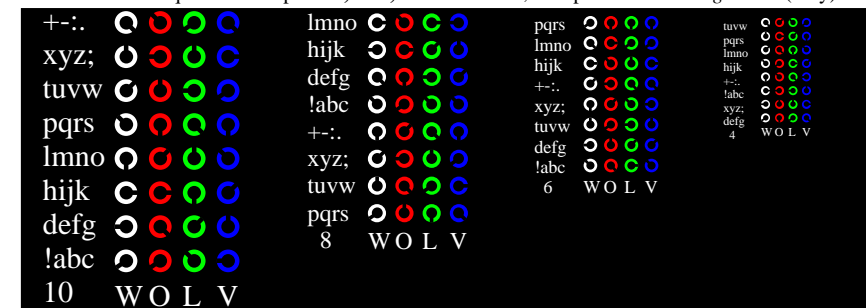 +-:.
xyz;
tuvw
pqrs
lmno
hijk
defg
!abc
10 W O L V
lmno
hijk
defg
!abc
+-:.
xyz;
tuvw
pqrs
8 W O L V
pqrs
lmno
hijk
+-:.
xyz;
tuvw
defg
!abc
6 W O L V
tuvw
pqrs
lmno
hijk
+-:.
!abc
xyz;
defg
4 W O L V